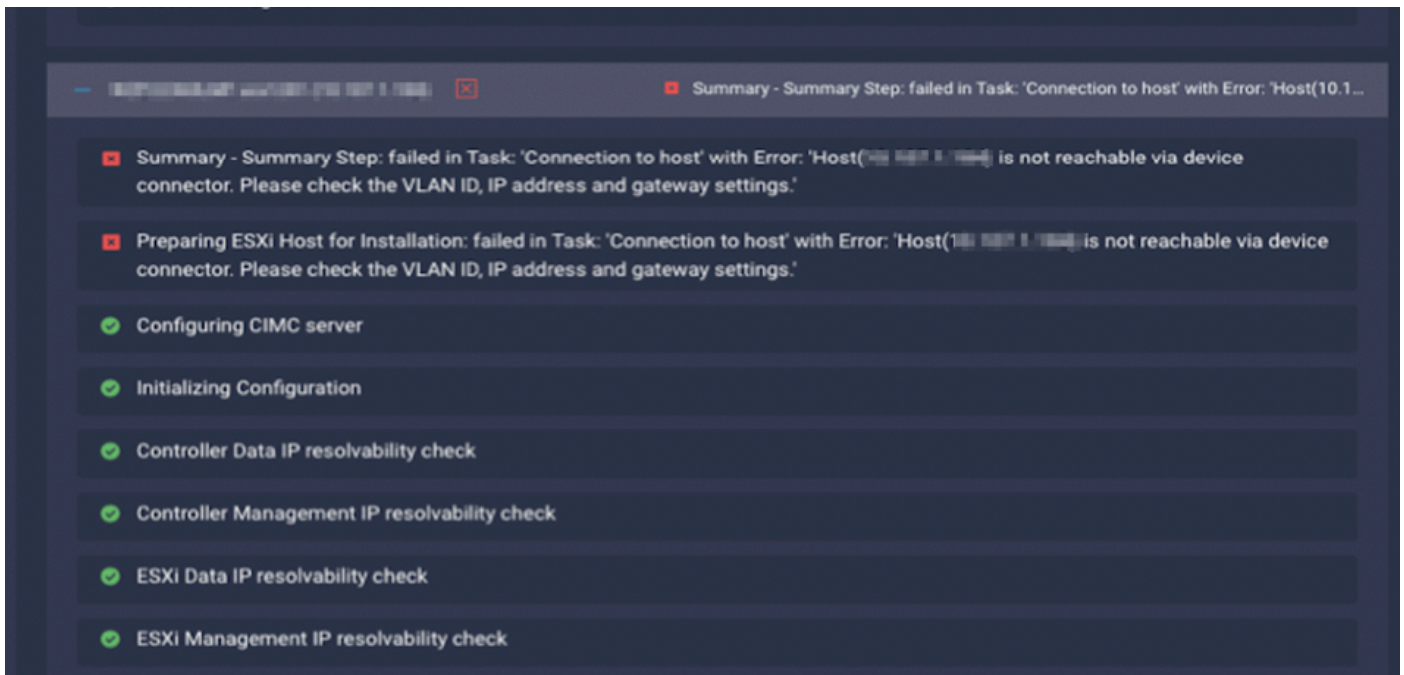 Summary - Summary Step: failed in Task: 'Connection to host' with Error: 'Host(10.1...
Summary - Summary Step: failed in Task: 'Connection to host' with Error: 'Host( is not reachable via device
connector. Please check the VLAN ID, IP address and gateway settings.'
Preparing ESXi Host for Installation: failed in Task: 'Connection to host' with Error: 'Host( is not reachable via device
connector. Please check the VLAN ID, IP address and gateway settings.'
Configuring CIMC server
Initializing Configuration
Controller Data IP resolvability check
Controller Management IP resolvability check
ESXi Data IP resolvability check
ESXi Management IP resolvability check